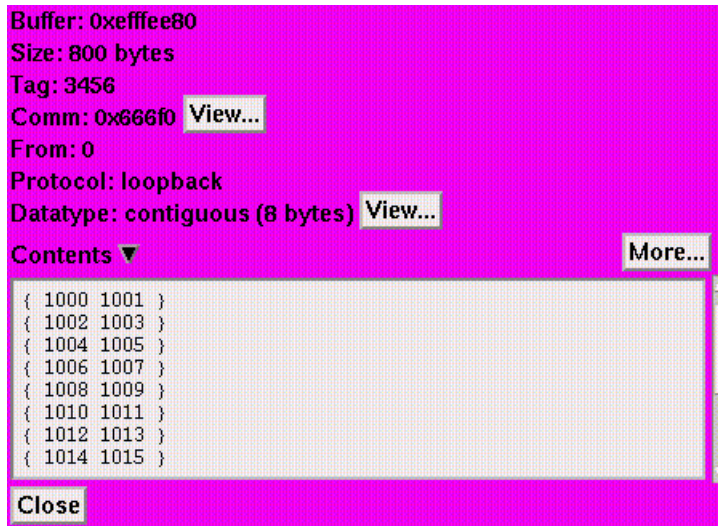 Buffer: 0xefffee80
Size: 800 bytes
Tag: 3456
Comm: 0x666f0 View...
From: 0
Protocol: loopback
Datatype: contiguous (8 bytes) View...
Contents ▼ More...
{ 1000 1001 }
{ 1002 1003 }
{ 1004 1005 }
{ 1006 1007 }
{ 1008 1009 }
{ 1010 1011 }
{ 1012 1013 }
{ 1014 1015 }
Close